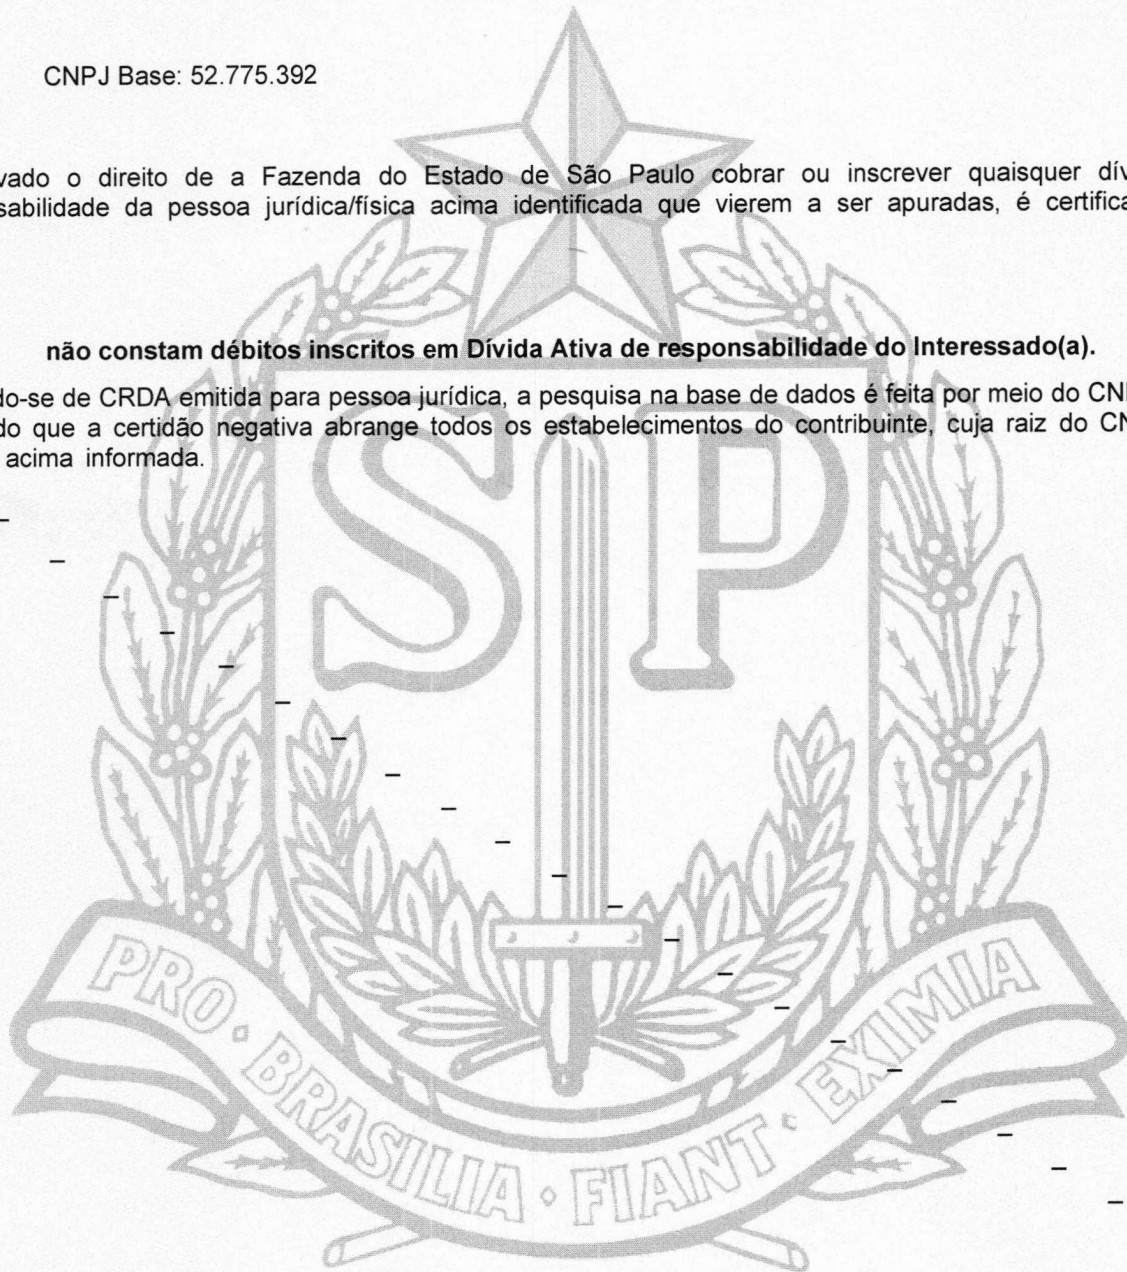 CNPJ Base: 52.775.392
vado o direito de a Fazenda do Estado de São Paulo cobrar ou inscrever quaisquer dív
sabilidade da pessoa jurídica/física acima identificada que vierem a ser apuradas, é certifica
não constam débitos inscritos em Dívida Ativa de responsabilidade do Interessado(a).
do-se de CRDA emitida para pessoa jurídica, a pesquisa na base de dados é feita por meio do CN
do que a certidão negativa abrange todos os estabelecimentos do contribuinte, cuja raiz do CN
acima informada.
SP
PRO · BRASILIA · FIANT · EXIMIA